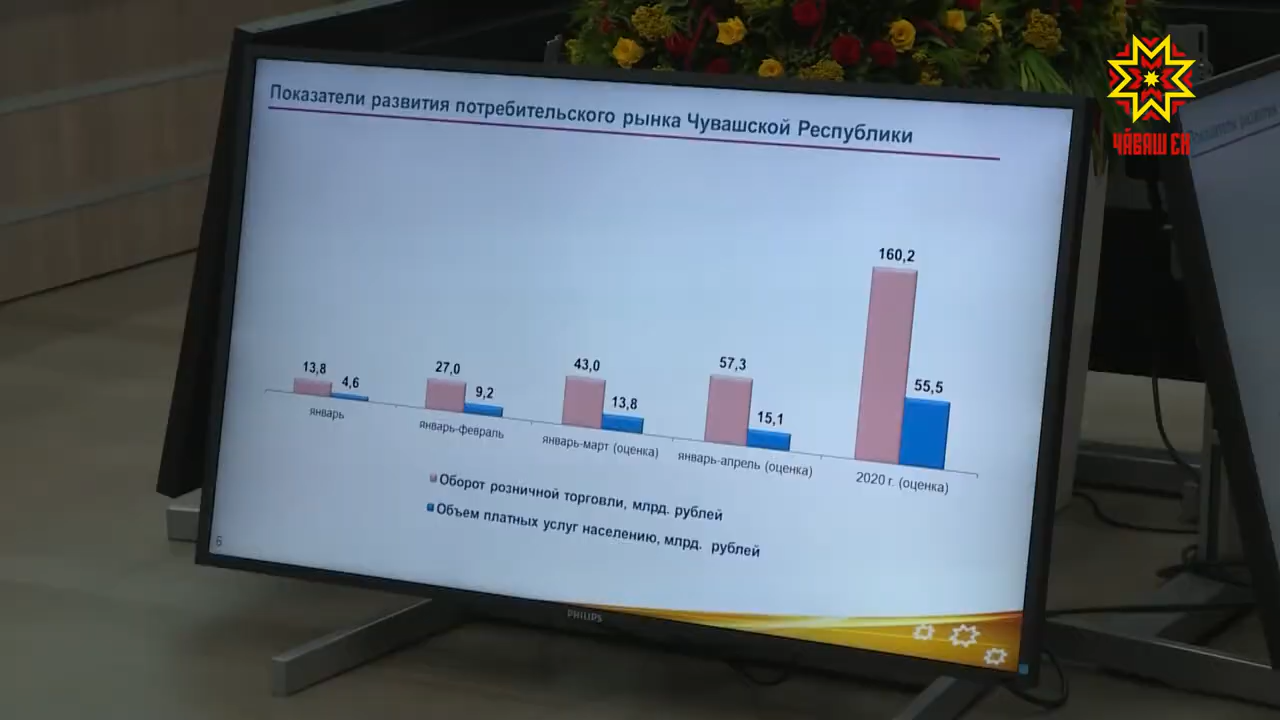 Показатели развития потребительского рынка Чувашской Республики
ЧӐВАШ ЕН
160,2
13,8
4,6
27,0
9,2
43,0
13,8
57,3
15,1
55,5
январь
январь-февраль
январь-март (оценка)
январь-апрель (оценка)
2020 г. (оценка)
Оборот розничной торговли, млрд. рублей
Объем платных услуг населению, млрд. рублей
6
PHILIPS